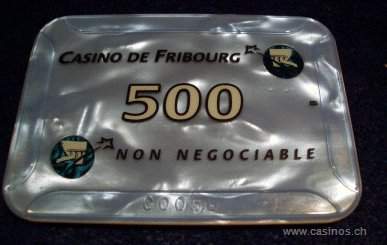 CASINO DE FRIBOURG
500
NON NEGOCIABLE
www.casinos.ch